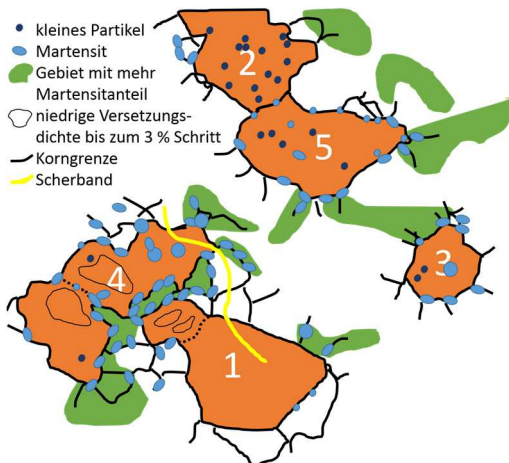 kleines Partikel
Martensit
Gebiet mit mehr
Martensitanteil
niedrige Versetzungs-
dichte bis zum 3 % Schritt
Korngrenze
Scherband
2
5
3
4
1